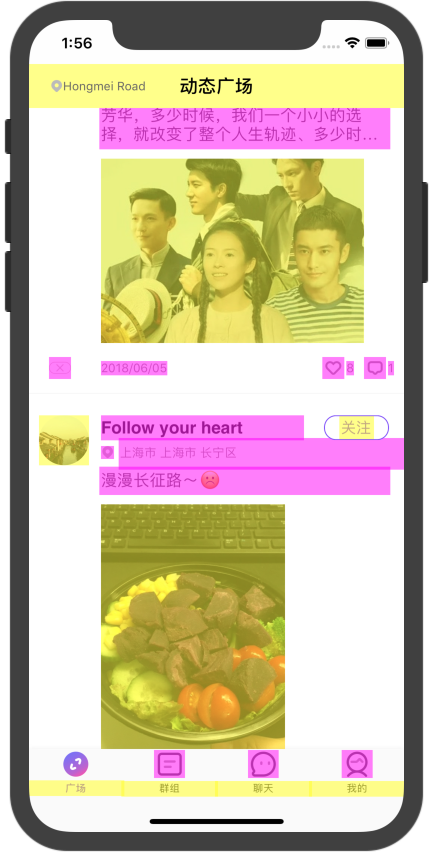 1:56
Hongmei Road
动态广场
芳华，多少时候，我们一个小小的选
择，就改变了整个人生轨迹、多少时...
2018/06/05 8 1
Follow your heart 关注
上海市 上海市 长宁区
漫漫长征路～
广场 群组 聊天 我的